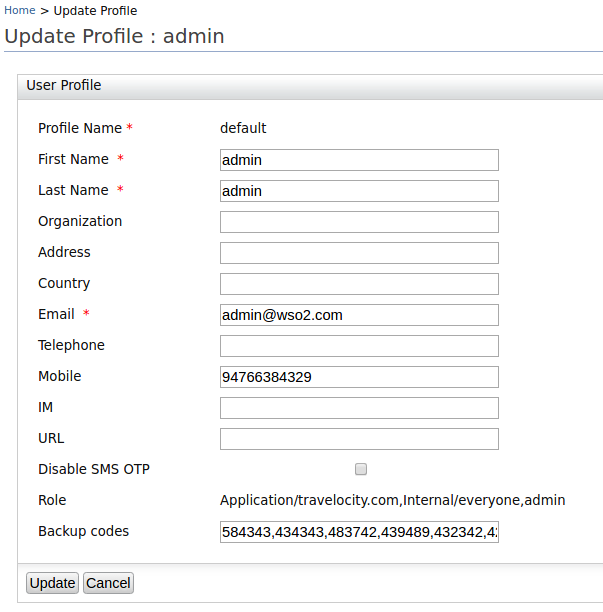 Home > Update Profile
Update Profile : admin
User Profile
Profile Name * default
First Name * admin
Last Name * admin
Organization
Address
Country
Email * admin@wso2.com
Telephone
Mobile 94766384329
IM
URL
Disable SMS OTP
Role Application/travelocity.com,Internal/everyone,admin
Backup codes 584343,434343,483742,439489,432342,4
Update Cancel